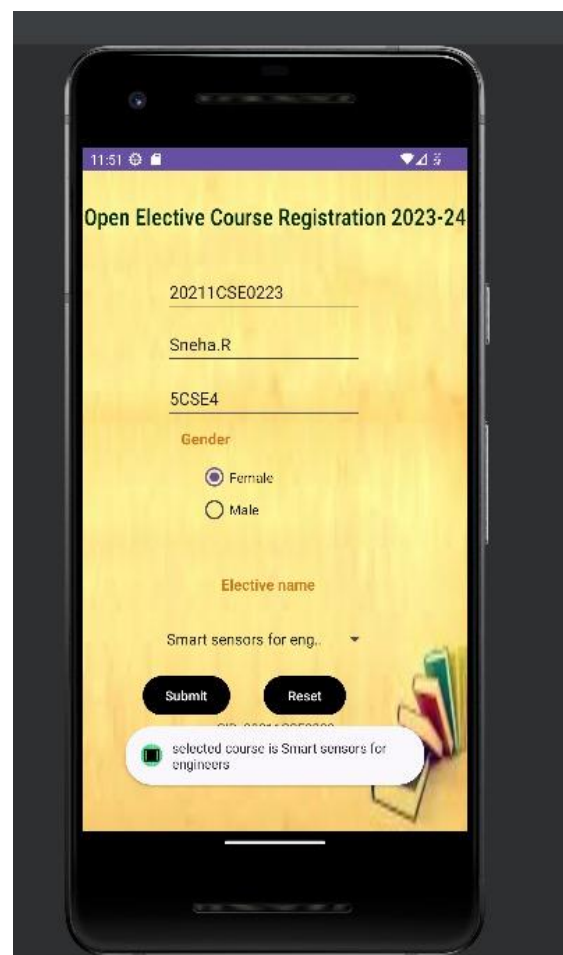 11:51
Open Elective Course Registration 2023-24
20211CSE0223
Sneha.R
5CSE4
Gender
Female
Male
Elective name
Smart sensors for eng..
Submit Reset
selected course is Smart sensors for
engineers